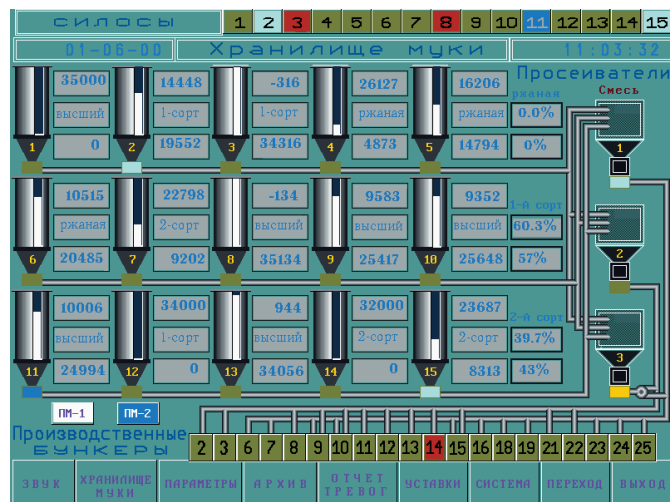 СИЛОСЫ 1 2 3 4 5 6 7 8 9 10 11 12 13 14 15
01-06-00 Хранилище муки 11:03:32
Просеиватели
35000 14448 -316 26127 16206 ржаная Смесь
высший 1-сорт 1-сорт ржаная ржаная 0.0%
1 0 2 19552 3 34316 4 4873 5 14794 0% 1
10515 22798 -134 9583 9352 1-А сорт
ржаная 2-сорт высший высший высший 60.3%
6 20485 7 9202 8 35134 9 25417 10 25648 57% 2
10006 34000 944 32000 23687 2-А сорт
высший 1-сорт высший 2-сорт 2-сорт 39.7%
11 24994 12 0 13 34056 14 0 15 8313 43% 3
ПМ-1 ПМ-2
Производственные
БУНКЕРЫ 2 3 6 7 8 9 10 11 12 13 14 15 16 18 19 21 22 23 24 25
ЗВУК ХРАНИЛИЩЕ МУКИ ПАРАМЕТРЫ АРХИВ ОТЧЕТ ТРЕВОГ УСТАВКИ СИСТЕМА ПЕРЕХОД ВЫХОД